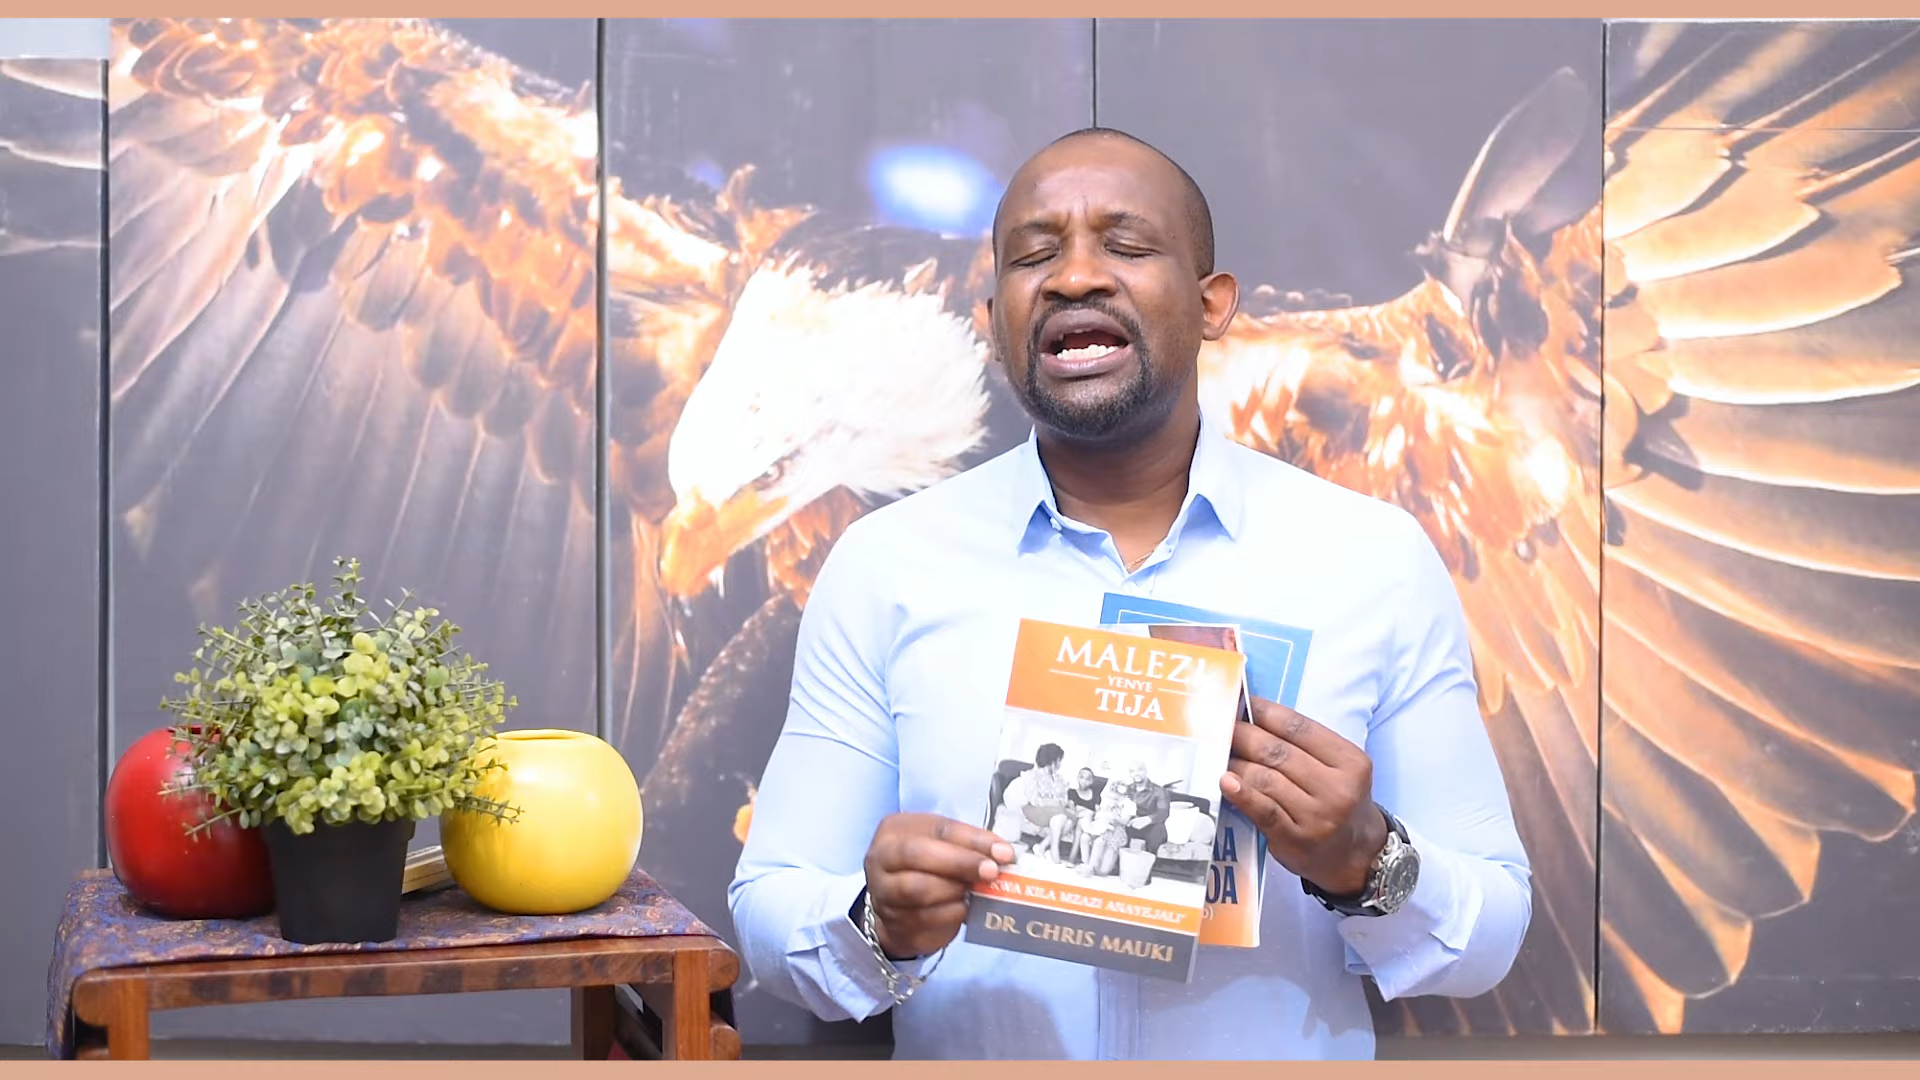 MALEZI
YENYE
TIJA
"KWA KILA MZAZI ANAYEJALI"
DR. CHRIS MAUKI